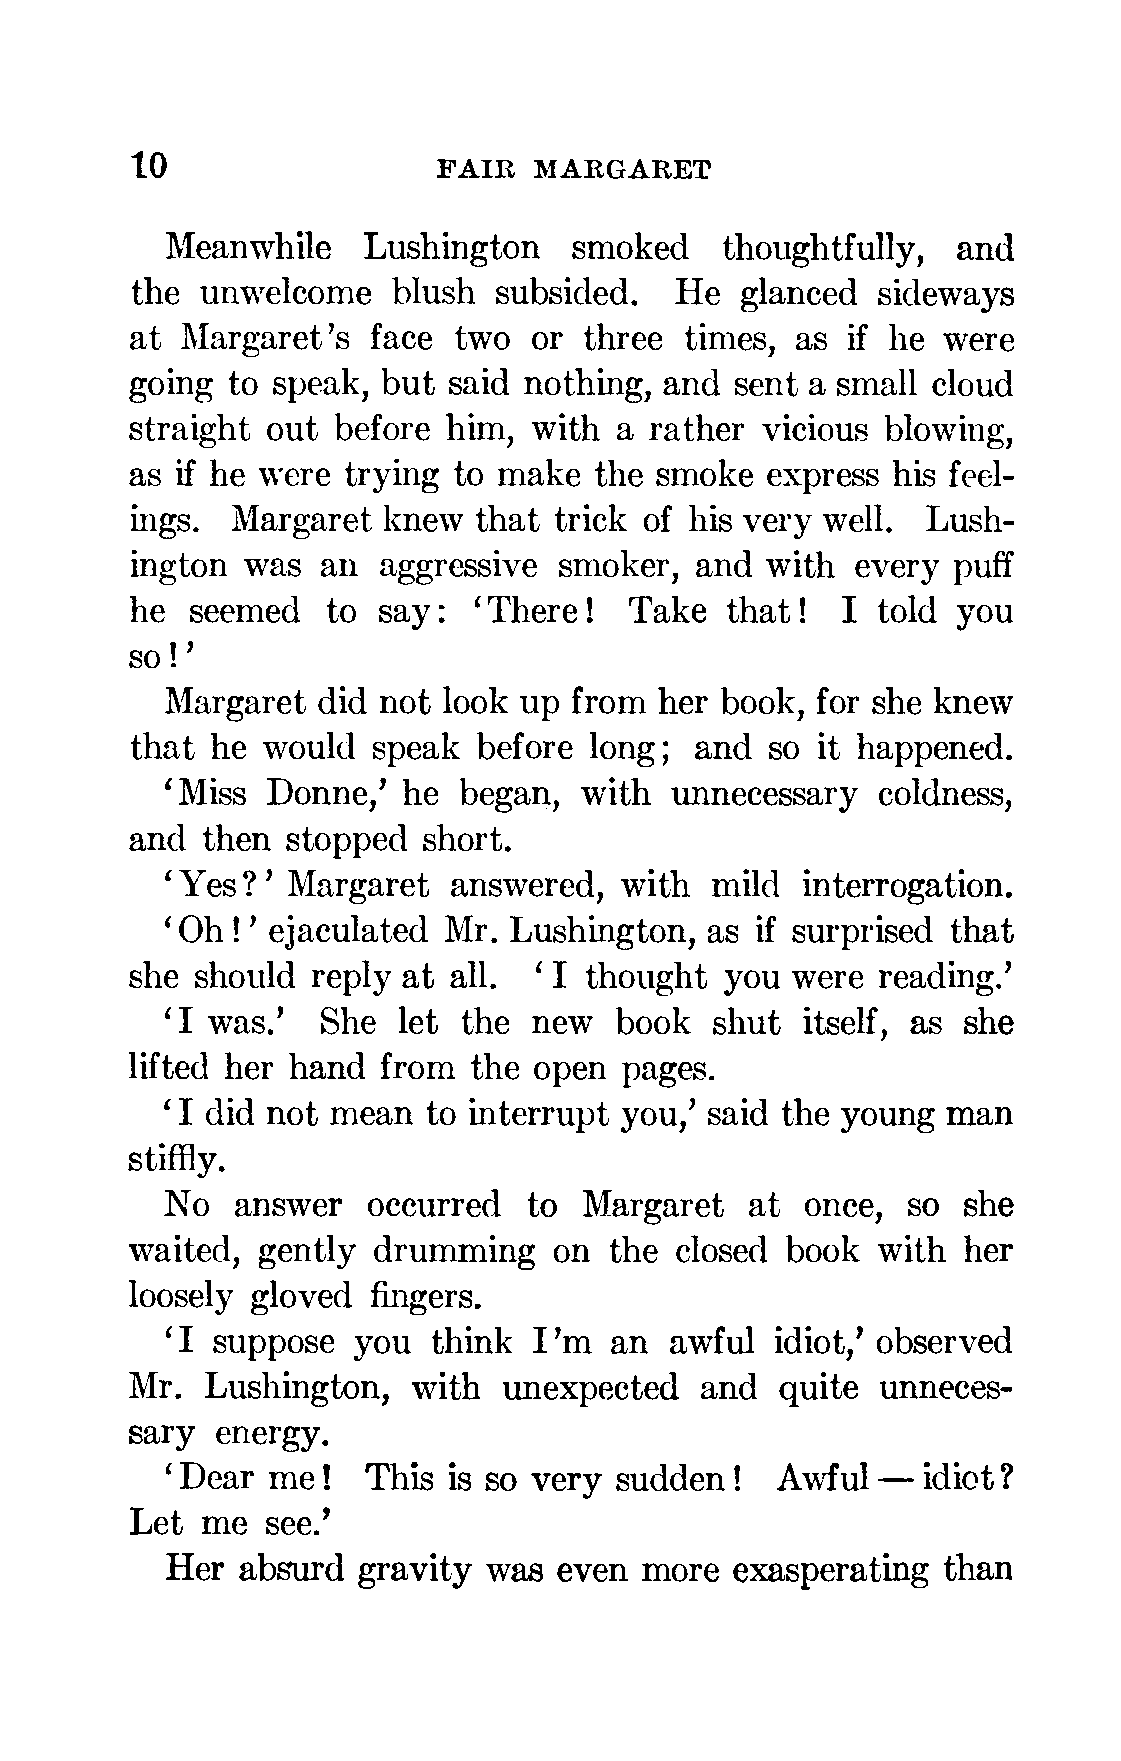 10 FAIR MARGARET
Meanwhile Lushington smoked thoughtfully, and
the unwelcome blush subsided. He glanced sideways
at Margaret's face two or three times, as if he were
going to speak, but said nothing, and sent a small cloud
straight out before him, with a rather vicious blowing,
as if he were trying to make the smoke express his feel-
ings. Margaret knew that trick of his very well. Lush-
ington was an aggressive smoker, and with every puff
he seemed to say: 'There! Take that! I told you
so!'
Margaret did not look up from her book, for she knew
that he would speak before long; and so it happened.
'Miss Donne,' he began, with unnecessary coldness,
and then stopped short.
'Yes?' Margaret answered, with mild interrogation.
'Oh!' ejaculated Mr. Lushington, as if surprised that
she should reply at all. 'I thought you were reading.'
'I was.' She let the new book shut itself, as she
lifted her hand from the open pages.
'I did not mean to interrupt you,' said the young man
stiffly.
No answer occurred to Margaret at once, so she
waited, gently drumming on the closed book with her
loosely gloved fingers.
'I suppose you think I'm an awful idiot,' observed
Mr. Lushington, with unexpected and quite unneces-
sary energy.
'Dear me! This is so very sudden! Awful — idiot?
Let me see.'
Her absurd gravity was even more exasperating than